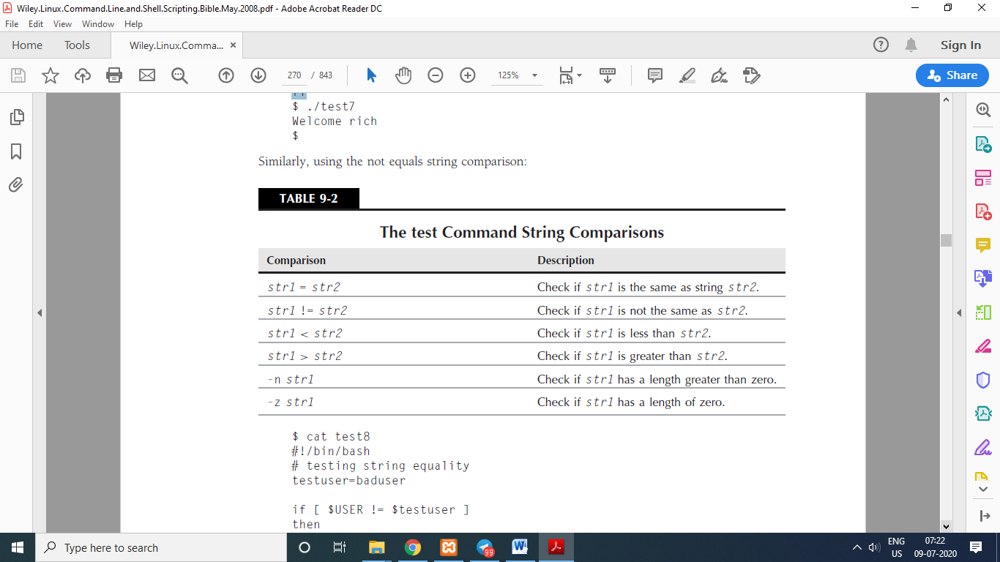 Wiley.Linux.Command.Line.and.Shell.Scripting.Bible.May.2008.pdf - Adobe Acrobat Reader DC
File Edit View Window Help
Home Tools Wiley.Linux.Comma... × Sign In
270 / 843 125% Share
$ ./test7
Welcome rich
$
Similarly, using the not equals string comparison:
TABLE 9-2
The test Command String Comparisons
Comparison Description
str1 = str2 Check if str1 is the same as string str2.
str1 != str2 Check if str1 is not the same as str2.
str1 < str2 Check if str1 is less than str2.
str1 > str2 Check if str1 is greater than str2.
-n str1 Check if str1 has a length greater than zero.
-z str1 Check if str1 has a length of zero.
$ cat test8
#!/bin/bash
# testing string equality
testuser=baduser
if [ $USER != $testuser ]
then
Type here to search
99
ENG 07:22
US 09-07-2020